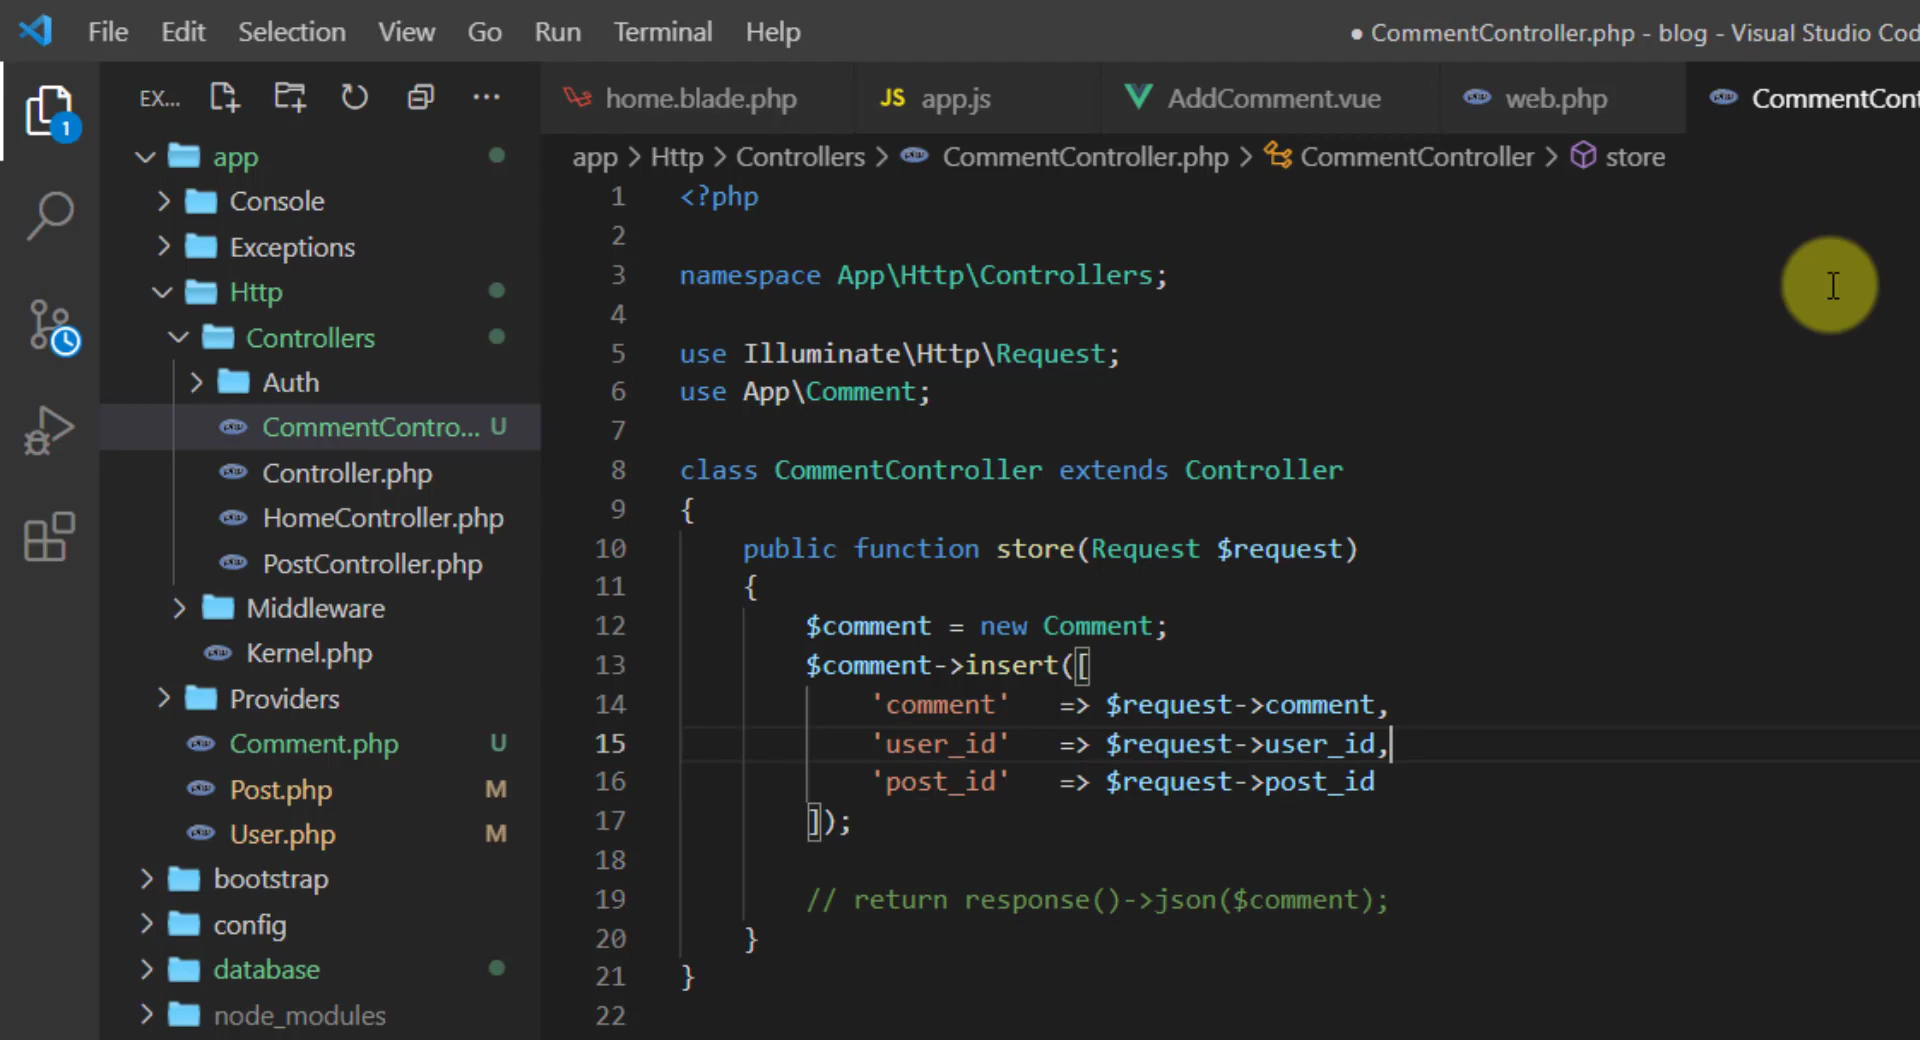 File Edit Selection View Go Run Terminal Help ● CommentController.php - blog - Visual Studio Cod
EX... ···
home.blade.php JS app.js AddComment.vue web.php CommentCont
1
app > Http > Controllers > CommentController.php > CommentController > store
app
Console
Exceptions
Http
Controllers
Auth
CommentContro... U
Controller.php
HomeController.php
PostController.php
Middleware
Kernel.php
Providers
Comment.php U
Post.php M
User.php M
bootstrap
config
database
node_modules
1 <?php
2
3 namespace App\Http\Controllers;
4
5 use Illuminate\Http\Request;
6 use App\Comment;
7
8 class CommentController extends Controller
9 {
10 public function store(Request $request)
11 {
12 $comment = new Comment;
13 $comment->insert([
14 'comment' => $request->comment,
15 'user_id' => $request->user_id,
16 'post_id' => $request->post_id
17 ]);
18
19 // return response()->json($comment);
20 }
21 }
22